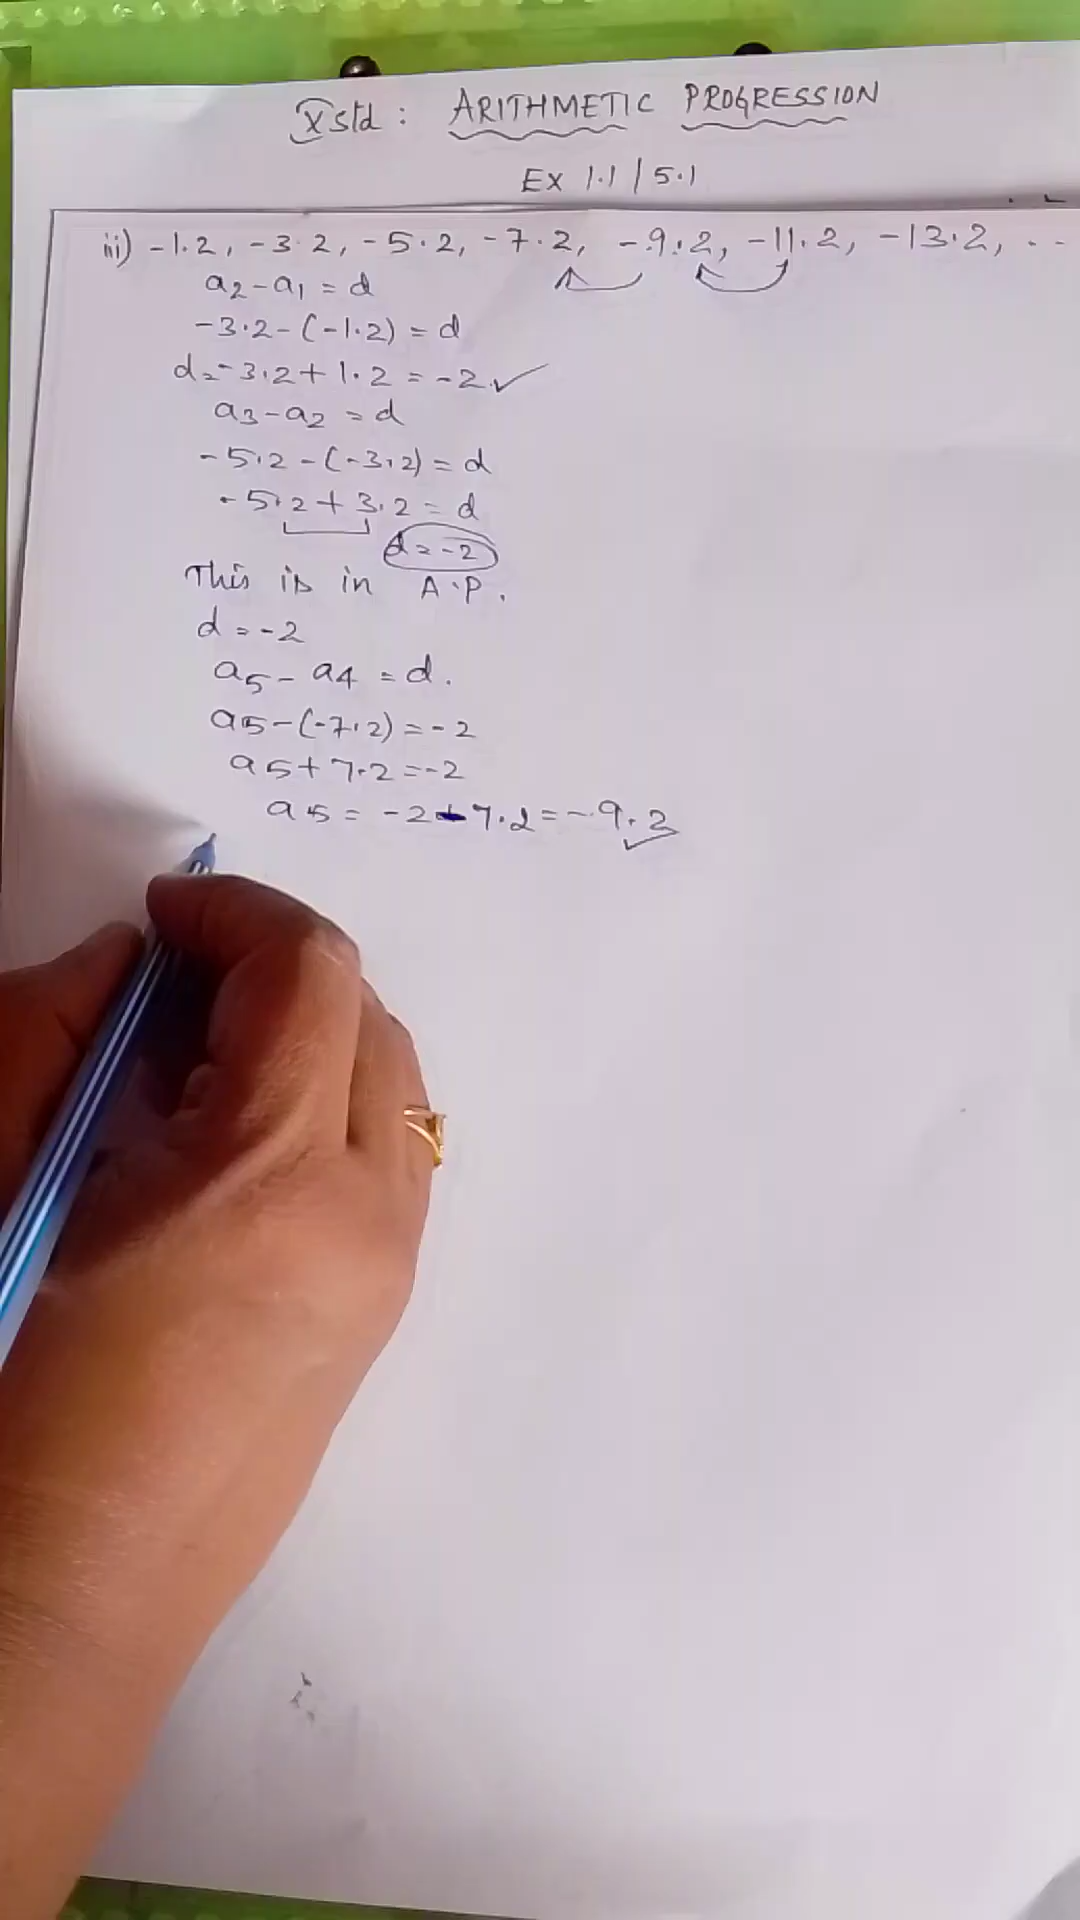 X std : ARITHMETIC PROGRESSION
Ex 1.1 / 5.1
iii) -1.2, -3.2, -5.2, -7.2, -9.2, -11.2, -13.2, ..
a2 - a1 = d
-3.2 - (-1.2) = d
d = -3.2 + 1.2 = -2 ✓
a3 - a2 = d
-5.2 - (-3.2) = d
-5.2 + 3.2 = d
d = -2
This is in A.P.
d = -2
a5 - a4 = d.
a5 - (-7.2) = -2
a5 + 7.2 = -2
a5 = -2 - 7.2 = -9.2